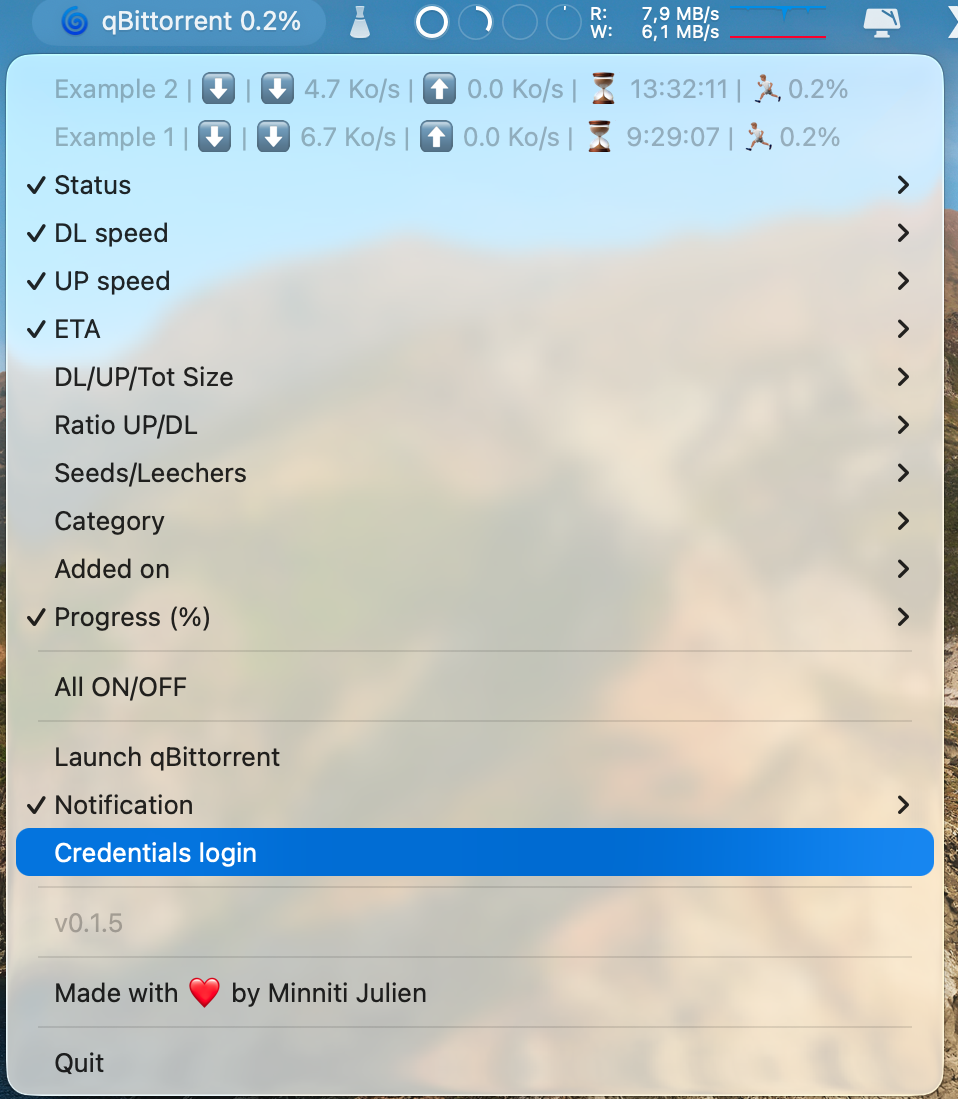 qBittorrent 0.2%
R: 7,9 MB/s
W: 6,1 MB/s
Example 2 | ⬇️ | ⬇️ 4.7 Ko/s | ⬆️ 0.0 Ko/s | ⏳ 13:32:11 | 🏃🏻 0.2%
Example 1 | ⬇️ | ⬇️ 6.7 Ko/s | ⬆️ 0.0 Ko/s | ⏳ 9:29:07 | 🏃🏻 0.2%
✓ Status
✓ DL speed
✓ UP speed
✓ ETA
DL/UP/Tot Size
Ratio UP/DL
Seeds/Leechers
Category
Added on
✓ Progress (%)
All ON/OFF
Launch qBittorrent
✓ Notification
Credentials login
v0.1.5
Made with ❤️ by Minniti Julien
Quit